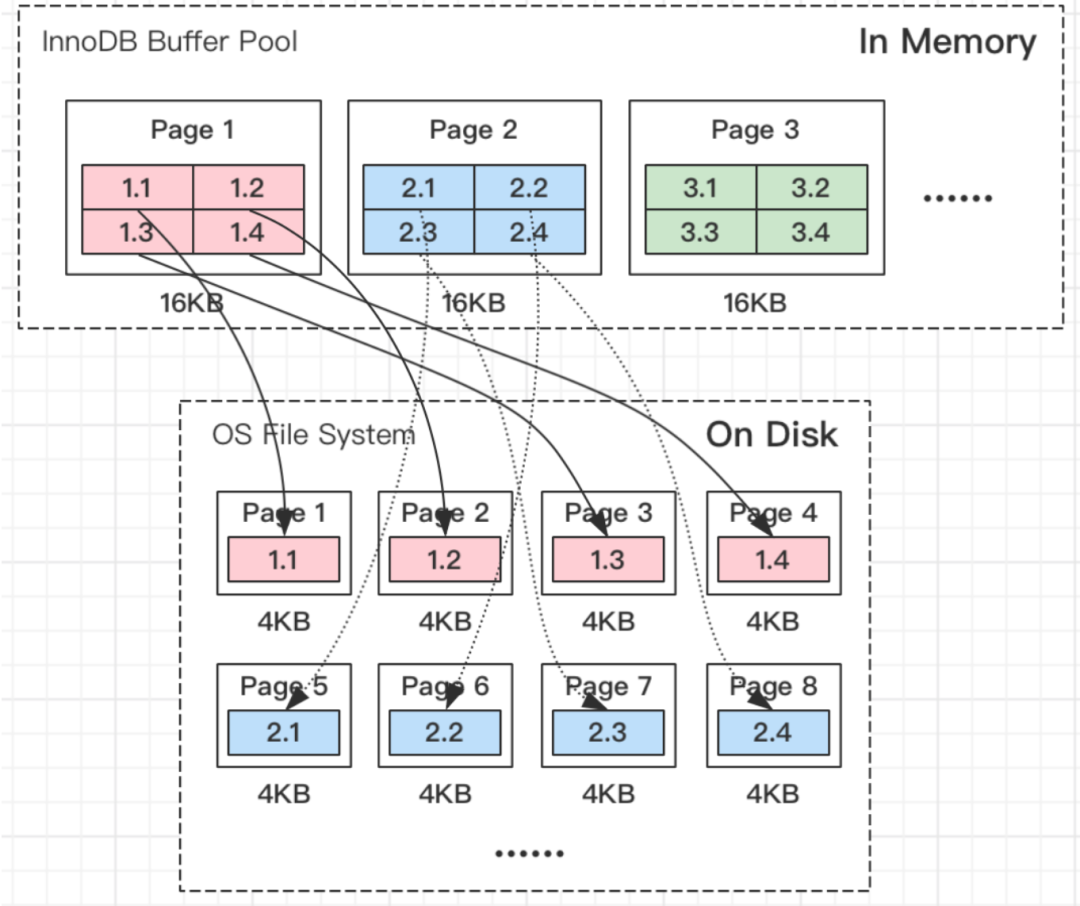 InnoDB Buffer Pool
In Memory
Page 1
Page 2
Page 3
1.1 1.2
2.1 2.2
3.1 3.2
......
1.3 1.4
2.3 2.4
3.3 3.4
16KB
16KB
16KB
OS File System
On Disk
Page 1
Page 2
Page 3
Page 4
1.1
1.2
1.3
1.4
4KB
4KB
4KB
4KB
Page 5
Page 6
Page 7
Page 8
2.1
2.2
2.3
2.4
4KB
4KB
4KB
4KB
......